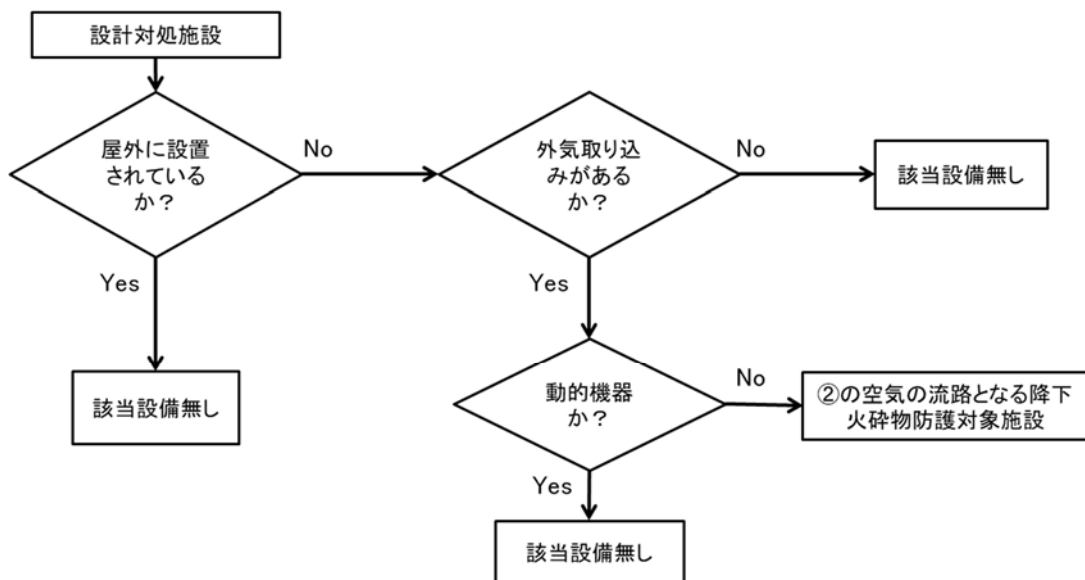 設計対処施設
屋外に設置
されている
か？
No
外気取り込
みがある
か？
No
該当設備無し
Yes
該当設備無し
Yes
動的機器
か？
No
②の空気の流路となる降下
火砕物防護対象施設
Yes
該当設備無し